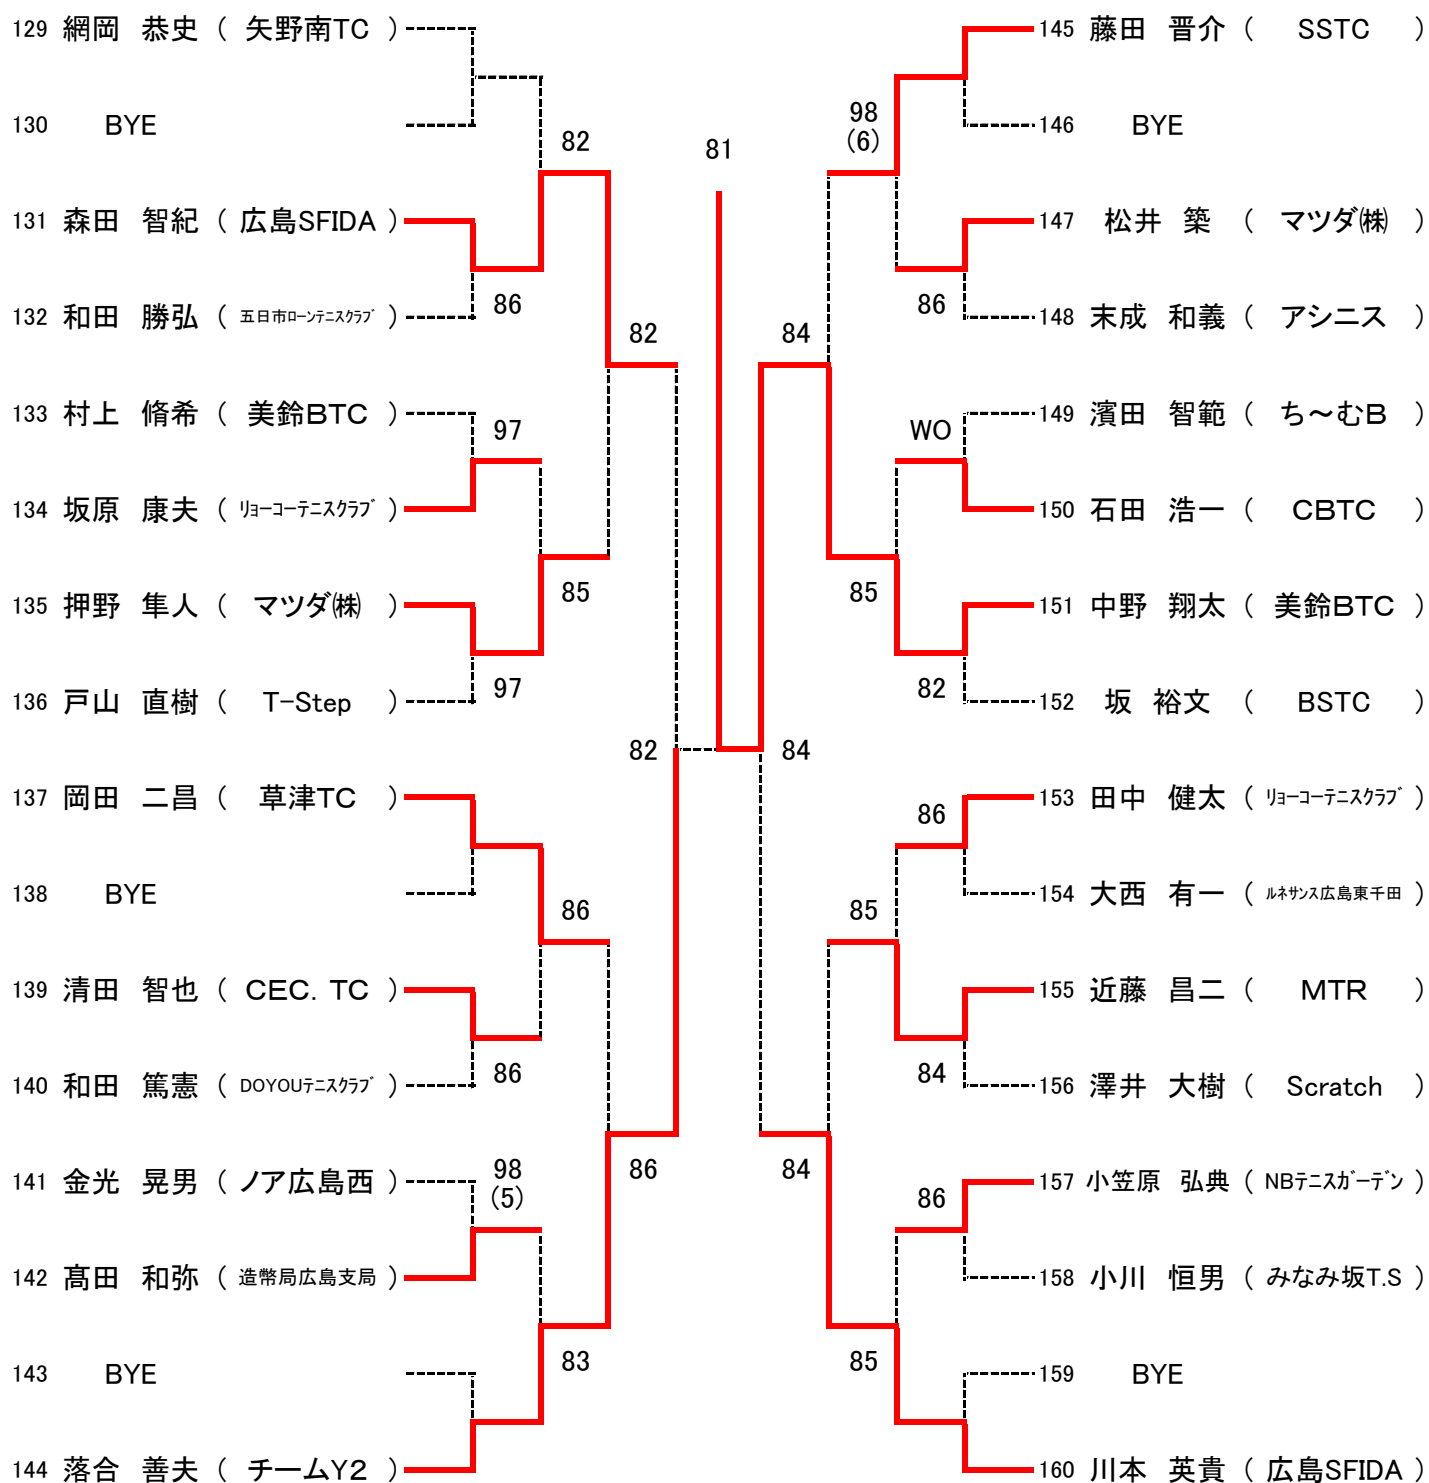 129 網岡 恭史 ( 矢野南TC )
130 BYE
82
131 森田 智紀 ( 広島SFIDA )
86
132 和田 勝弘 ( 五日市ローンテニスクラブ )
82
133 村上 脩希 ( 美鈴BTC )
97
134 坂原 康夫 ( リョーコーテニスクラブ )
85
135 押野 隼人 ( マツダ㈱ )
97
136 戸山 直樹 ( T-Step )
82
137 岡田 二昌 ( 草津TC )
138 BYE
86
139 清田 智也 ( CEC. TC )
86
140 和田 篤憲 ( DOYOUテニスクラブ )
86
141 金光 晃男 ( ノア広島西 )
98
(5)
142 髙田 和弥 ( 造幣局広島支局 )
83
143 BYE
144 落合 善夫 ( チームY2 )
81
145 藤田 晋介 ( SSTC )
98
(6)
146 BYE
147 松井 築 ( マツダ㈱ )
86
148 末成 和義 ( アシニス )
84
149 濱田 智範 ( ち～むB )
WO
150 石田 浩一 ( CBTC )
85
151 中野 翔太 ( 美鈴BTC )
82
152 坂 裕文 ( BSTC )
84
153 田中 健太 ( リョーコーテニスクラブ )
86
154 大西 有一 ( ルネサンス広島東千田 )
85
155 近藤 昌二 ( MTR )
84
156 澤井 大樹 ( Scratch )
84
157 小笠原 弘典 ( NBテニスガーデン )
86
158 小川 恒男 ( みなみ坂T.S )
85
159 BYE
160 川本 英貴 ( 広島SFIDA )